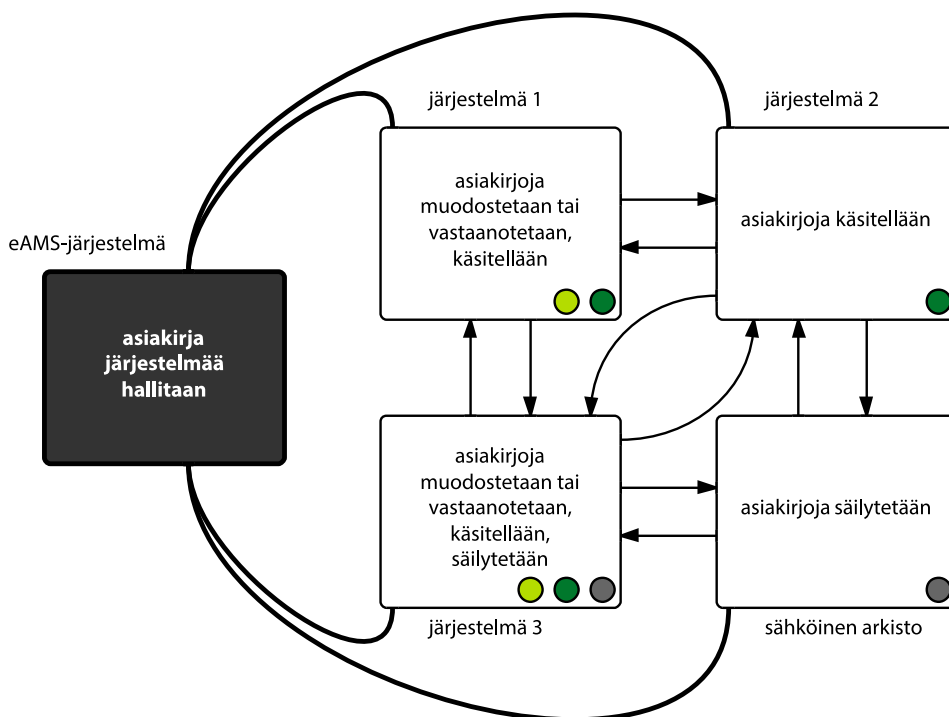 järjestelmä 1
järjestelmä 2
asiakirjoja
muodostetaan tai
vastaanotetaan,
käsitellään
asiakirjoja käsitellään
eAMS-järjestelmä
asiakirja
järjestelmää
hallitaan
asiakirjoja
muodostetaan tai
vastaanotetaan,
käsitellään,
säilytetään
asiakirjoja säilytetään
järjestelmä 3
sähköinen arkisto